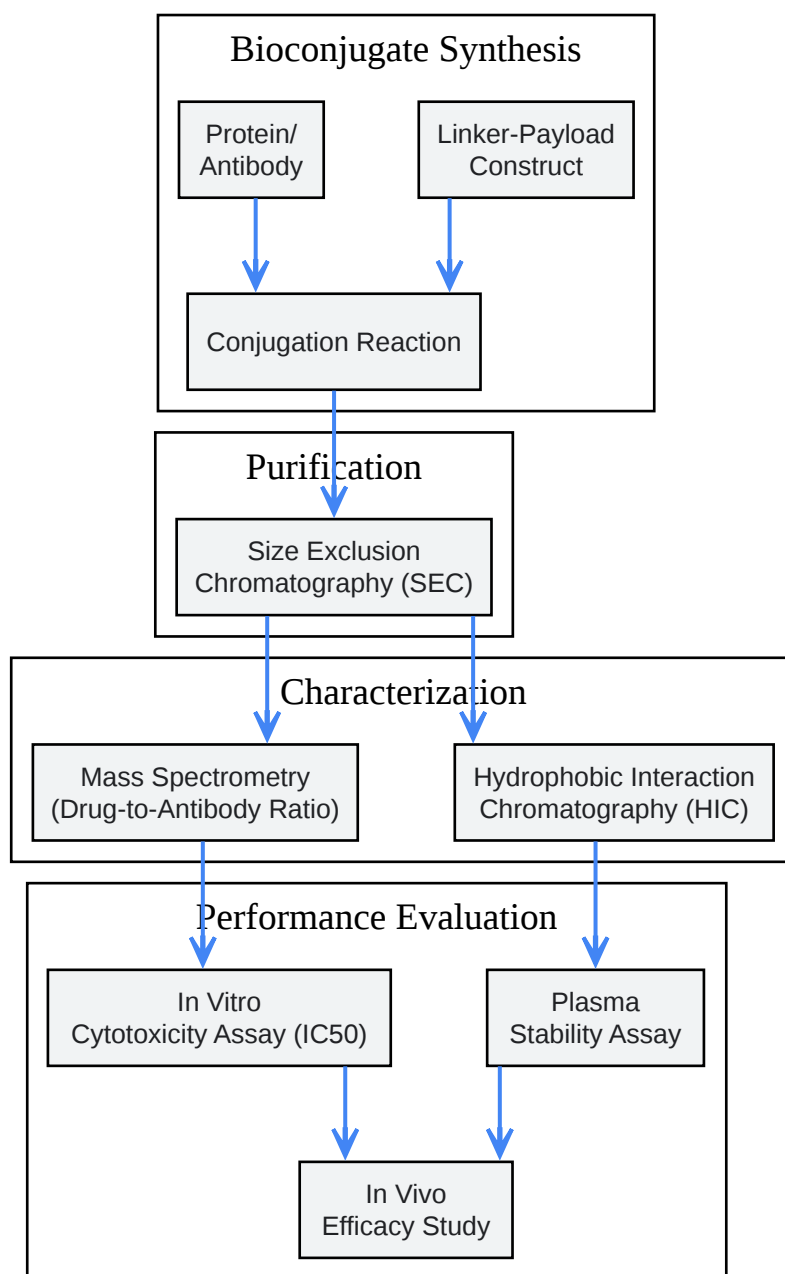 Bioconjugate Synthesis
Protein/
Antibody
Linker-Payload
Construct
Conjugation Reaction
Purification
Size Exclusion
Chromatography (SEC)
Characterization
Mass Spectrometry
(Drug-to-Antibody Ratio)
Hydrophobic Interaction
Chromatography (HIC)
Performance Evaluation
In Vitro
Cytotoxicity Assay (IC50)
Plasma
Stability Assay
In Vivo
Efficacy Study